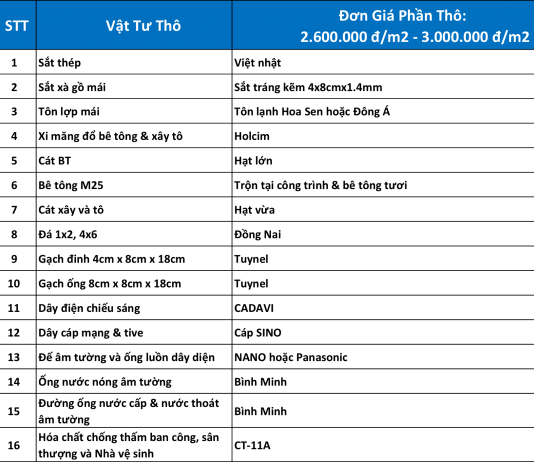 STT Vật Tư Thô Đơn Giá Phần Thô:
2.600.000 đ/m2 - 3.000.000 đ/m2
1 Sắt thép Việt nhật
2 Sắt xà gồ mái Sắt tráng kẽm 4x8cmx1.4mm
3 Tôn lợp mái Tôn lạnh Hoa Sen hoặc Đông Á
4 Xi măng đổ bê tông & xây tô Holcim
5 Cát BT Hạt lớn
6 Bê tông M25 Trộn tại công trình & bê tông tươi
7 Cát xây và tô Hạt vừa
8 Đá 1x2, 4x6 Đồng Nai
9 Gạch đinh 4cm x 8cm x 18cm Tuynel
10 Gạch ống 8cm x 8cm x 18cm Tuynel
11 Dây điện chiếu sáng CADAVI
12 Dây cáp mạng & tive Cáp SINO
13 Đế âm tường và ống luồn dây diện NANO hoặc Panasonic
14 Ống nước nóng âm tường Bình Minh
15 Đường ống nước cấp & nước thoát
âm tường Bình Minh
16 Hóa chất chống thấm ban công, sân
thượng và Nhà vệ sinh CT-11A